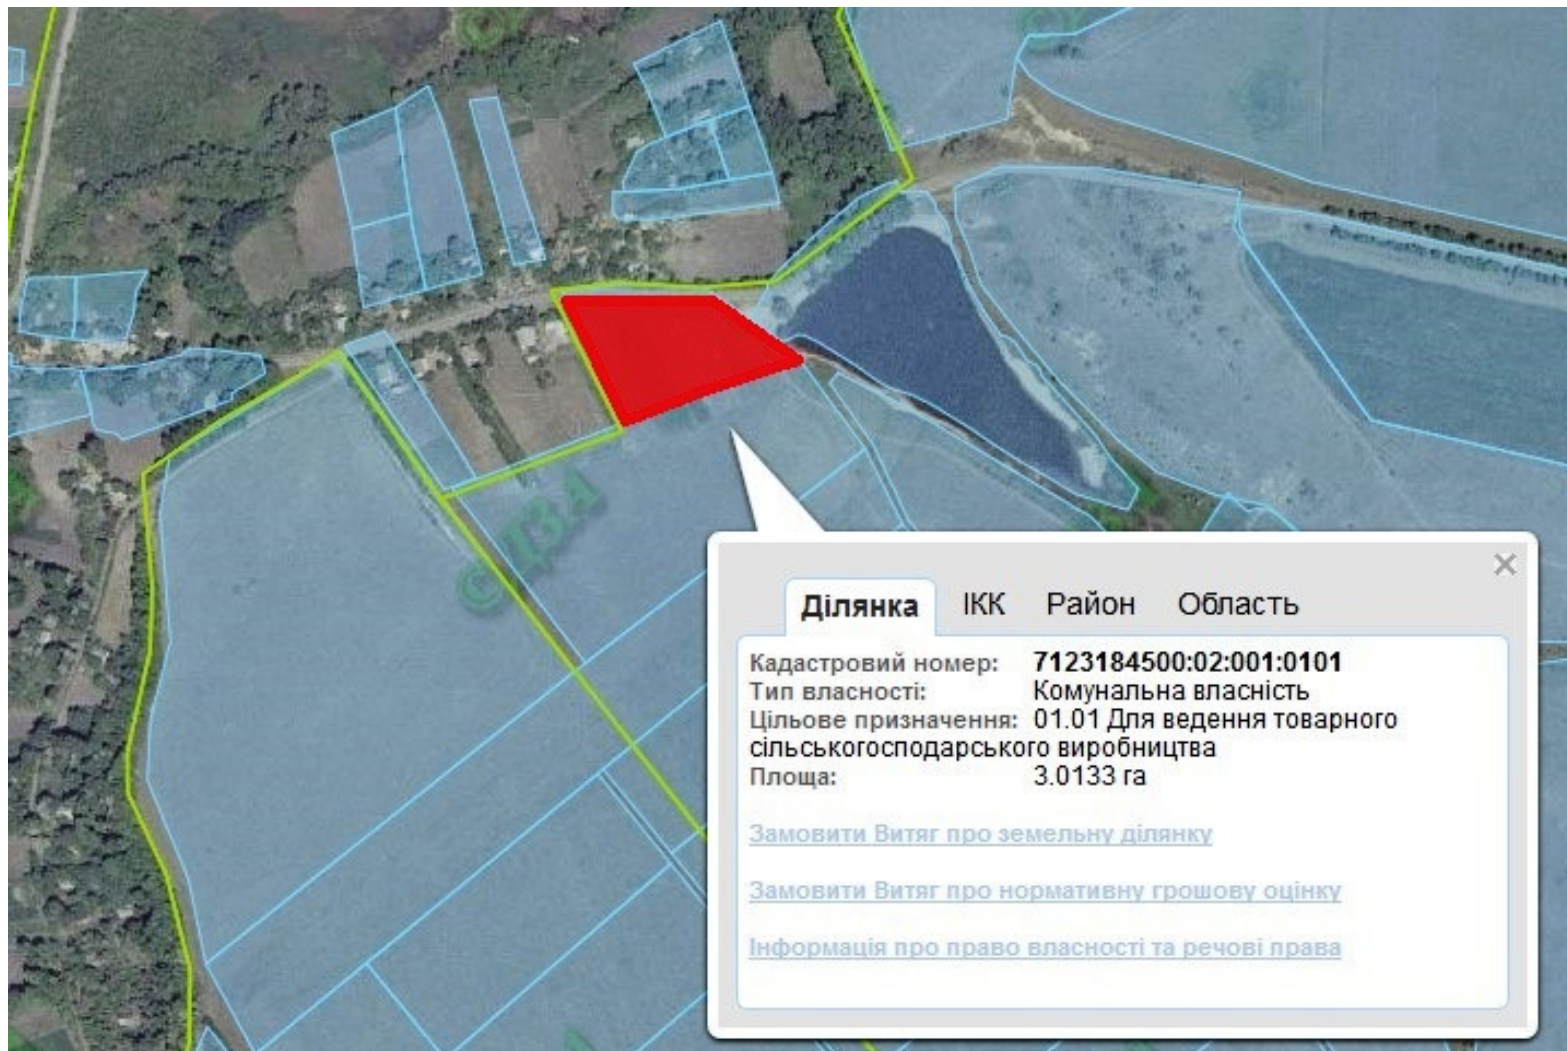 © ДЗА
Ділянка ІКК Район Область
Кадастровий номер: 7123184500:02:001:0101
Тип власності: Комунальна власність
Цільове призначення: 01.01 Для ведення товарного
сільськогосподарського виробництва
Площа: 3.0133 га
Замовити Витяг про земельну ділянку
Замовити Витяг про нормативну грошову оцінку
Інформація про право власності та речові права